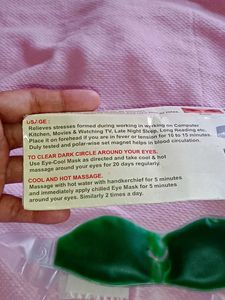 USAGE :
Relieves stresses formed during working in working on Computer
Kitchen, Movies & Watching TV, Late Night Sleep, Long Reading etc.
Place it on forehead if you are in fever or tension for 10 to 15 minutes.
Duly tested and polar-wise set magnet helps in blood circulation.
TO CLEAR DARK CIRCLE AROUND YOUR EYES.
Use Eye-Cool Mask as directed and take cool & hot
massage around your eyes for 20 days regularly.
COOL AND HOT MASSAGE.
Massage with hot water with handkerchief for 5 minutes
and immediately apply chilled Eye Mask for 5 minutes
around your eyes. Similarly 2 times a day.